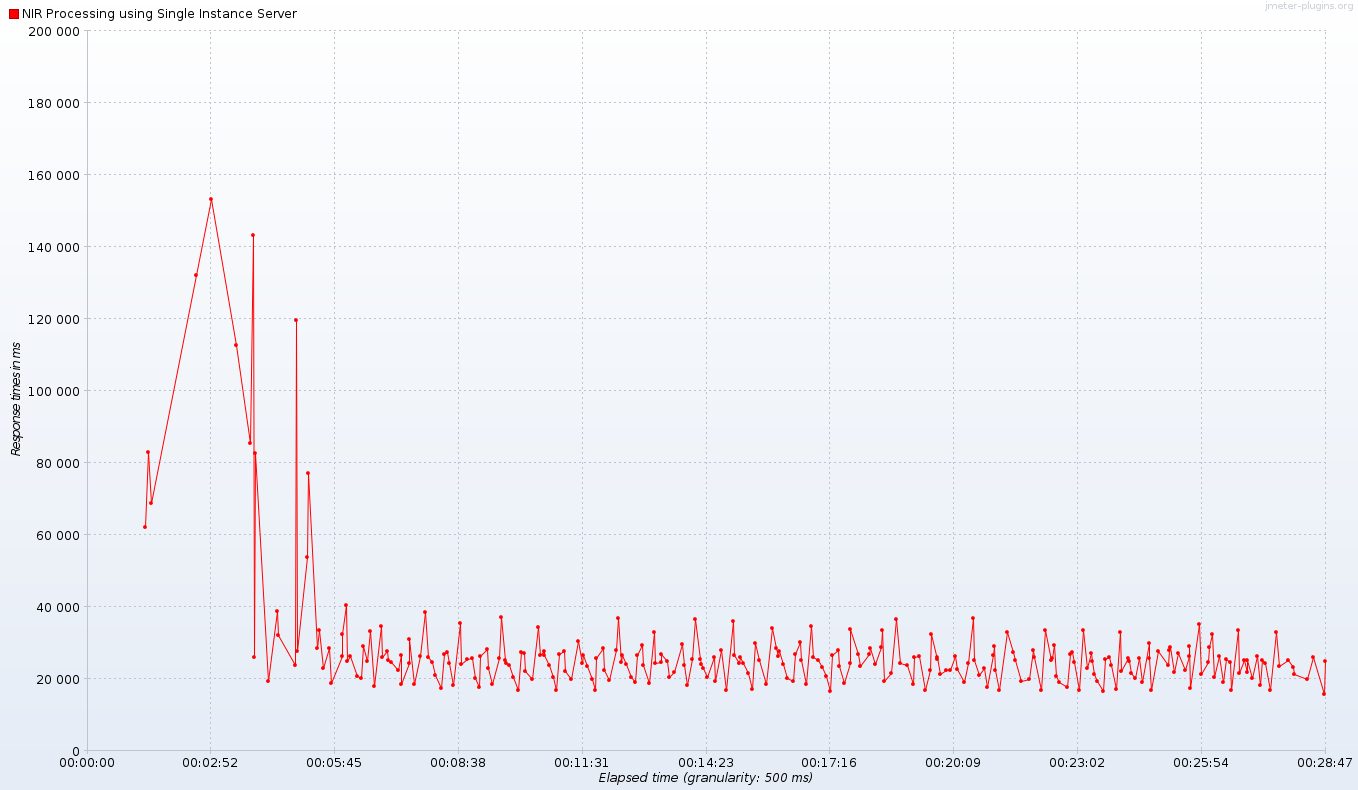 NIR Processing using Single Instance Server
jmeter-plugins.org
200 000
180 000
160 000
140 000
120 000
100 000
80 000
60 000
40 000
20 000
0
Response times in ms
00:00:00 00:02:52 00:05:45 00:08:38 00:11:31 00:14:23 00:17:16 00:20:09 00:23:02 00:25:54 00:28:47
Elapsed time (granularity: 500 ms)